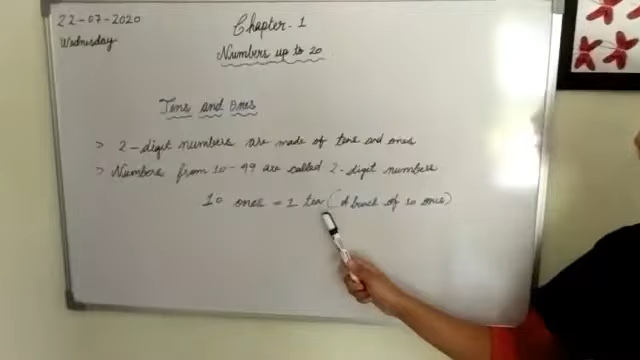 22-07-2020
Wednesday
Chapter-1
Numbers up to 20
Tens and Ones
> 2-digit numbers are made of tens and ones
> Numbers from 10-99 are called 2-digit numbers
10 ones = 1 ten (A bunch of 10 ones)